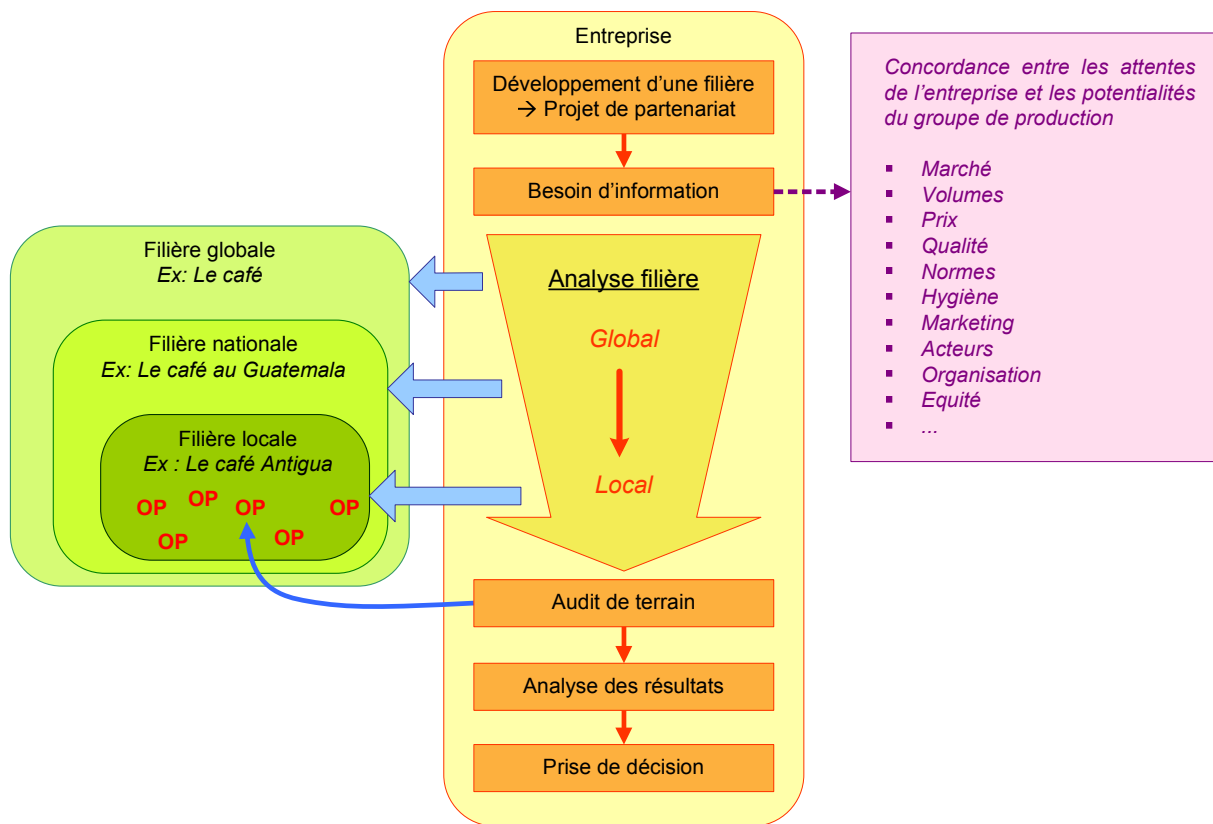 Entreprise
Développement d'une filière
→ Projet de partenariat
Besoin d'information
Concordance entre les attentes
de l'entreprise et les potentialités
du groupe de production
▪ Marché
▪ Volumes
▪ Prix
▪ Qualité
▪ Normes
▪ Hygiène
▪ Marketing
▪ Acteurs
▪ Organisation
▪ Equité
▪ ...
Filière globale
Ex: Le café
Filière nationale
Ex: Le café au Guatemala
Filière locale
Ex : Le café Antigua
OP OP OP OP
OP OP
Analyse filière
Global
Local
Audit de terrain
Analyse des résultats
Prise de décision